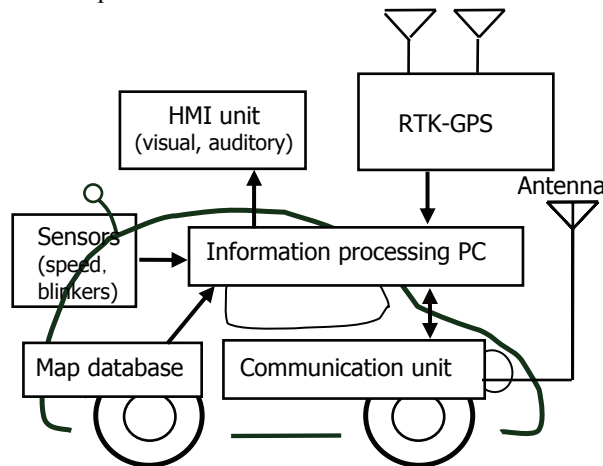 HMI unit
(visual, auditory)
RTK-GPS
Antenna
Sensors
(speed,
blinkers)
Information processing PC
Map database
Communication unit